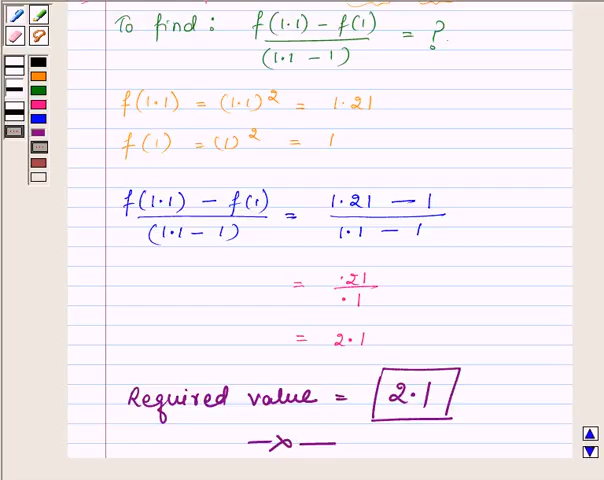 To find : f(1·1) – f(1) / (1·1 – 1) = ?
f(1·1) = (1·1)² = 1·21
f(1) = (1)² = 1
f(1·1) – f(1) / (1·1 – 1) = 1·21 – 1 / 1·1 – 1
= ·21 / ·1
= 2·1
Required value = 2·1